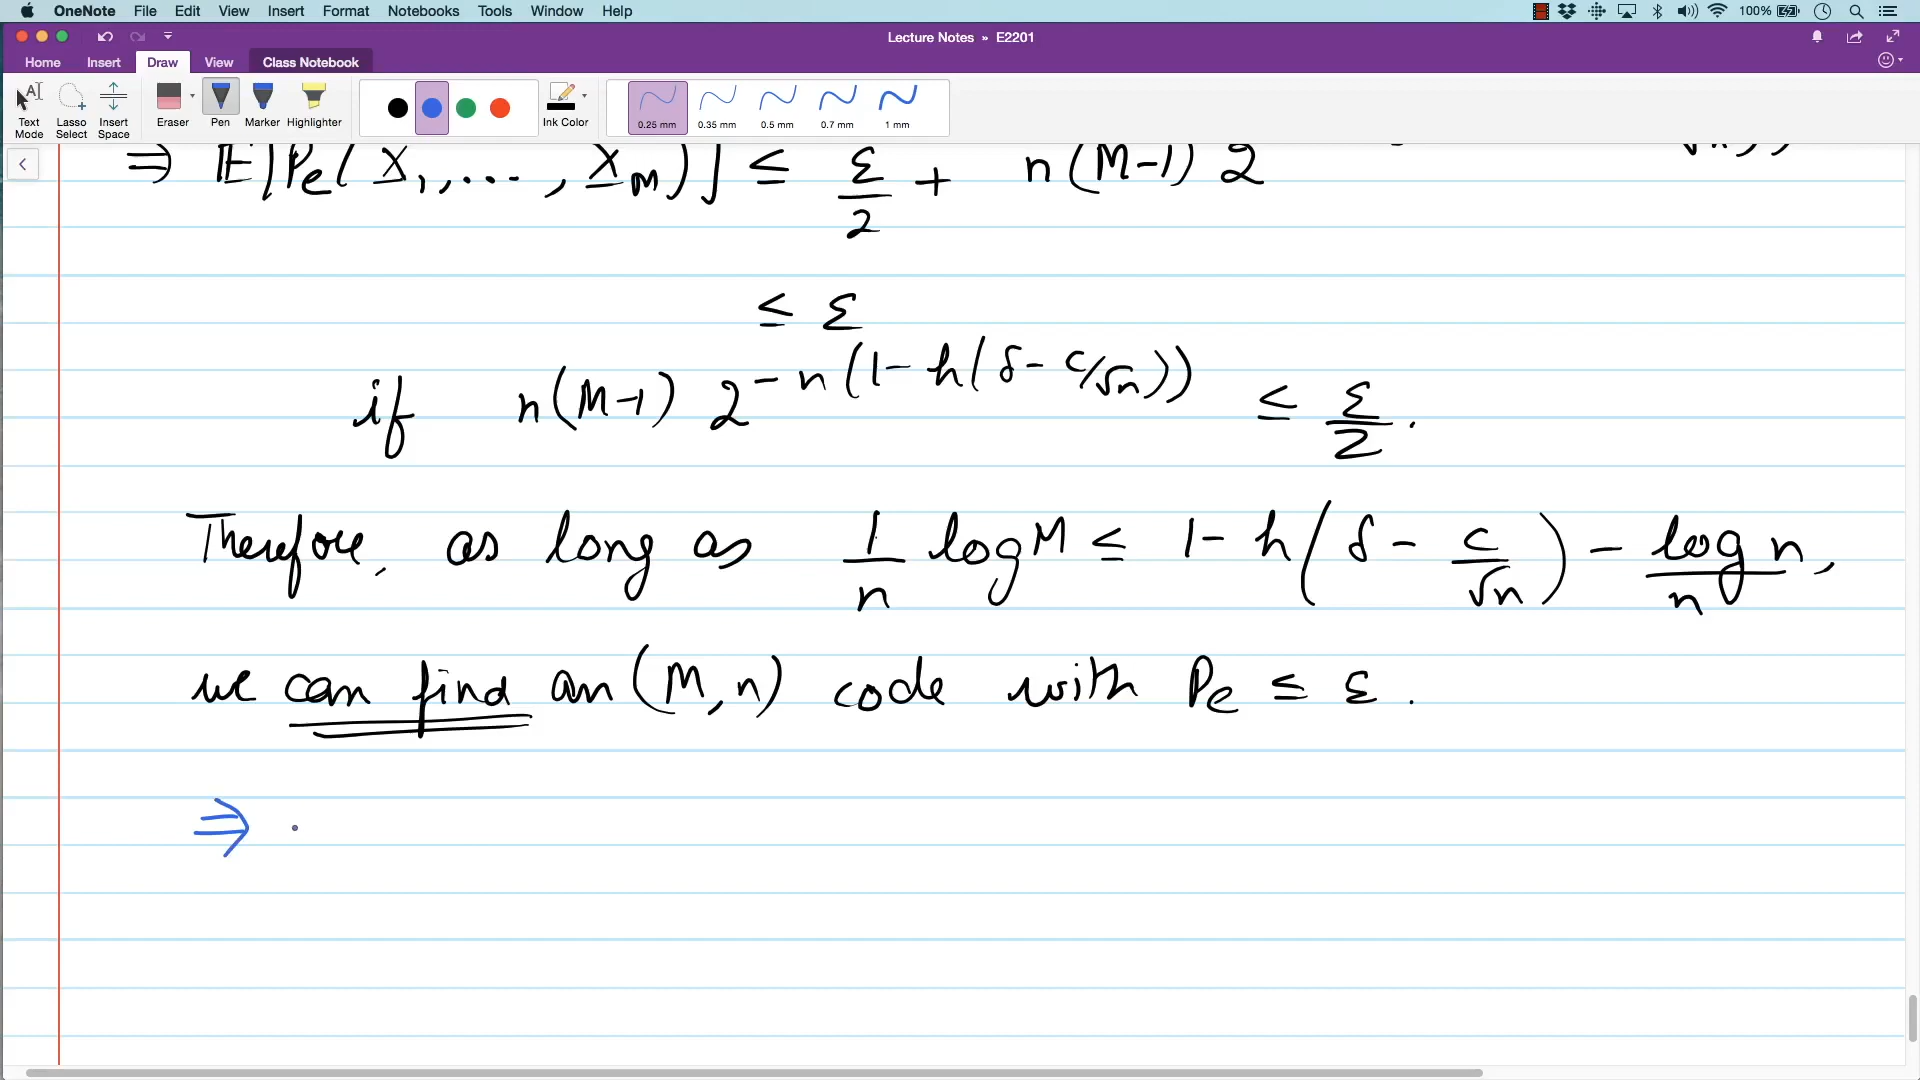 OneNote File Edit View Insert Format Notebooks Tools Window Help 100%
Lecture Notes » E2201
Home Insert Draw View Class Notebook
Text Mode Lasso Select Insert Space Eraser Pen Marker Highlighter Ink Color 0.25 mm 0.35 mm 0.5 mm 0.7 mm 1 mm
⇒ 𝔼[Pe(X₁,..., X_M)] ≤ ε/2 + n(M-1) 2
≤ ε
if n(M-1) 2^{-n(1-h(δ-c/√n))} ≤ ε/2.
Therefore, as long as 1/n log M ≤ 1-h(δ - c/√n) - log n/n,
we can find an (M,n) code with Pe ≤ ε.
⇒